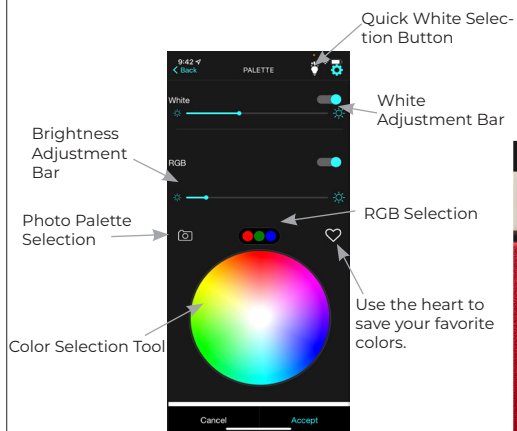 Quick White Selec-
tion Button
9:42
Back
PALETTE
White
White
Adjustment Bar
Brightness
Adjustment
Bar
RGB
Photo Palette
Selection
RGB Selection
Use the heart to
save your favorite
colors.
Color Selection Tool
Cancel
Accept